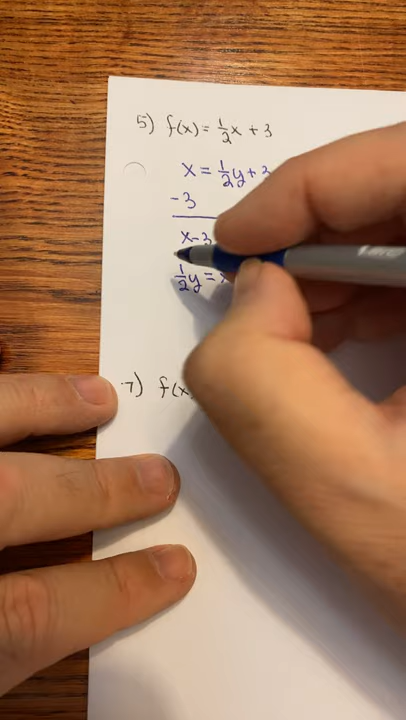 5) f(x) = 1/2x + 3
x = 1/2y + 3
-3
x-3
1/2y =
7) f(x